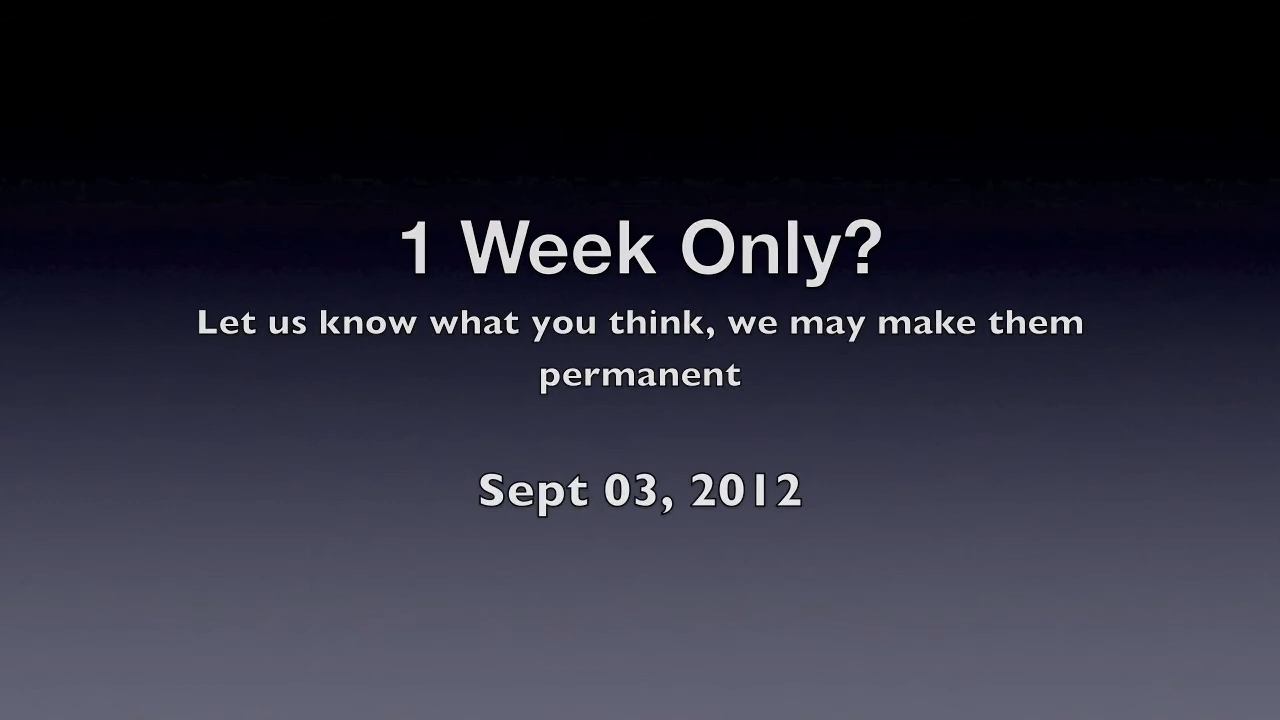 1 Week Only?
Let us know what you think, we may make them
permanent
Sept 03, 2012